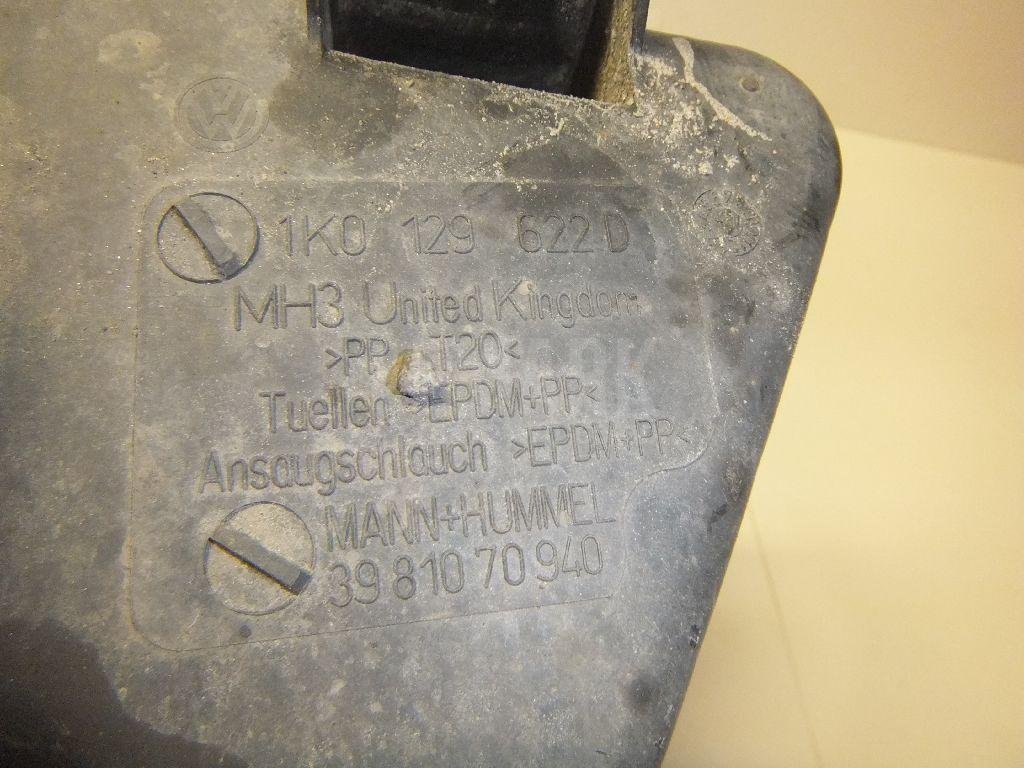 1K0 129 622 D
MH3 United Kingdom
>PP T20<
Tuellen >EPDM+PP<
Ansaugschlauch >EPDM+PP<
MANN+HUMMEL
39 810 70 940